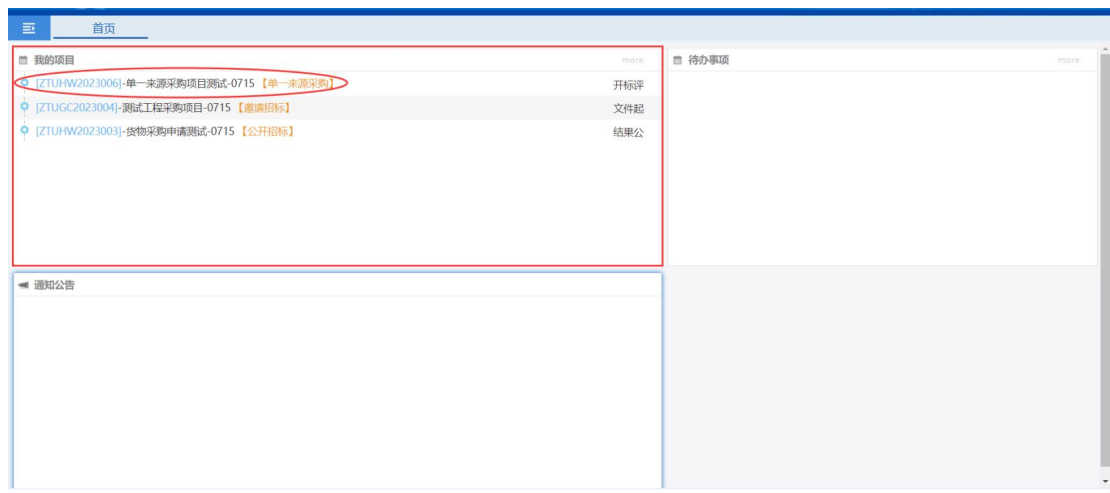 首页
我的项目 more
[ZTUHW2023006]-单一来源采购项目测试-0715 【单一来源采购】 开标评
[ZTUGC2023004]-测试工程采购项目-0715 【邀请招标】 文件起
[ZTUHW2023003]-货物采购申请测试-0715 【公开招标】 结果公
待办事项 more
通知公告